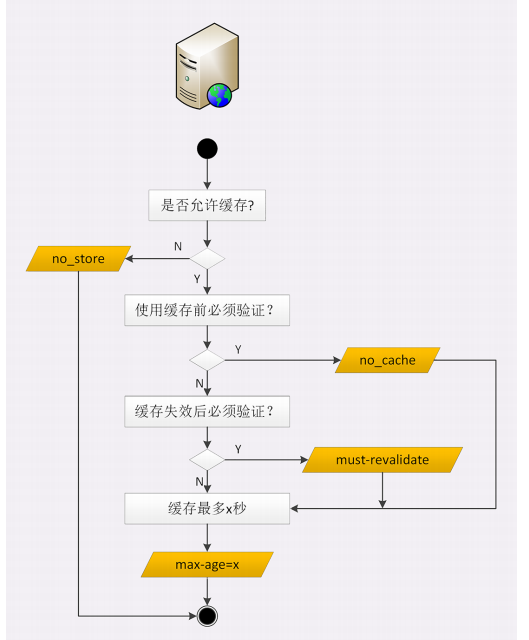 是否允许缓存?
N
no_store
Y
使用缓存前必须验证?
Y
no_cache
N
缓存失效后必须验证?
Y
must-revalidate
N
缓存最多x秒
max-age=x